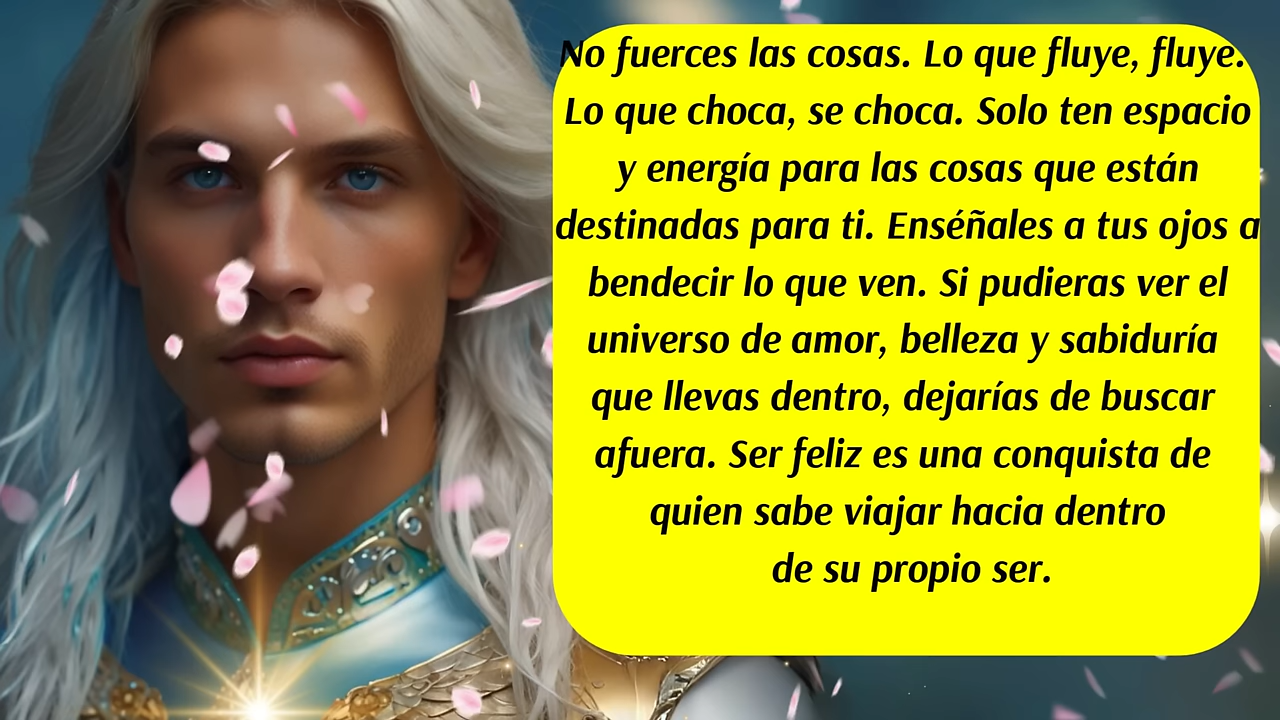 No fuerces las cosas. Lo que fluye, fluye.
Lo que choca, se choca. Solo ten espacio
y energía para las cosas que están
destinadas para ti. Enséñales a tus ojos a
bendecir lo que ven. Si pudieras ver el
universo de amor, belleza y sabiduría
que llevas dentro, dejarías de buscar
afuera. Ser feliz es una conquista de
quien sabe viajar hacia dentro
de su propio ser.